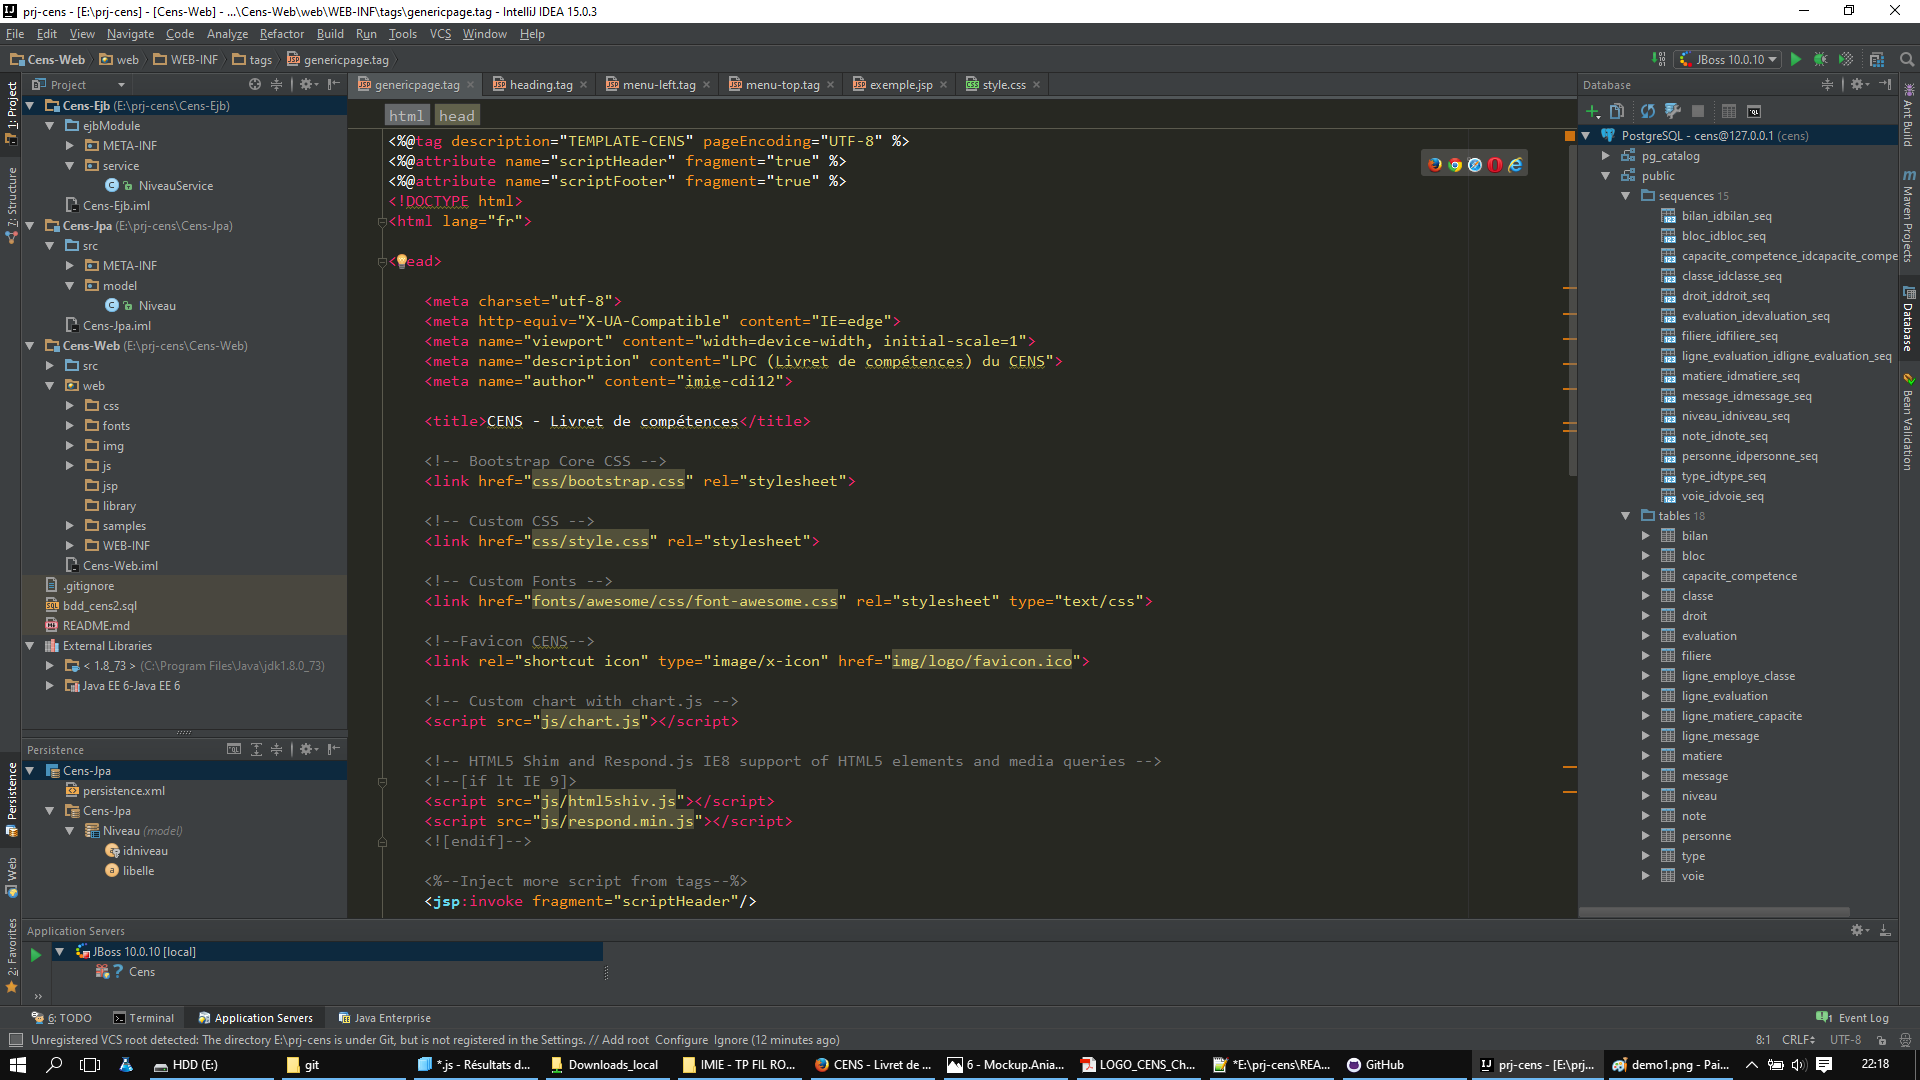 prj-cens - [E:\prj-cens] - [Cens-Web] - ...\Cens-Web\web\WEB-INF\tags\genericpage.tag - IntelliJ IDEA 15.0.3
File Edit View Navigate Code Analyze Refactor Build Run Tools VCS Window Help
Cens-Web web WEB-INF tags genericpage.tag
JBoss 10.0.10
Project
1: Project
7: Structure
Cens-Ejb (E:\prj-cens\Cens-Ejb)
ejbModule
META-INF
service
NiveauService
Cens-Ejb.iml
Cens-Jpa (E:\prj-cens\Cens-Jpa)
src
META-INF
model
Niveau
Cens-Jpa.iml
Cens-Web (E:\prj-cens\Cens-Web)
src
web
css
fonts
img
js
jsp
library
samples
WEB-INF
Cens-Web.iml
.gitignore
bdd_cens2.sql
README.md
External Libraries
< 1.8_73 > (C:\Program Files\Java\jdk1.8.0_73)
Java EE 6-Java EE 6
Persistence
Persistence
Web
2: Favorites
Cens-Jpa
persistence.xml
Cens-Jpa
Niveau (model)
idniveau
libelle
genericpage.tag heading.tag menu-left.tag menu-top.tag exemple.jsp style.css
html head
<%@tag description="TEMPLATE-CENS" pageEncoding="UTF-8" %>
<%@attribute name="scriptHeader" fragment="true" %>
<%@attribute name="scriptFooter" fragment="true" %>
<!DOCTYPE html>
<html lang="fr">
< ead>
<meta charset="utf-8">
<meta http-equiv="X-UA-Compatible" content="IE=edge">
<meta name="viewport" content="width=device-width, initial-scale=1">
<meta name="description" content="LPC (Livret de compétences) du CENS">
<meta name="author" content="imie-cdi12">
<title>CENS - Livret de compétences</title>
<!-- Bootstrap Core CSS -->
<link href="css/bootstrap.css" rel="stylesheet">
<!-- Custom CSS -->
<link href="css/style.css" rel="stylesheet">
<!-- Custom Fonts -->
<link href="fonts/awesome/css/font-awesome.css" rel="stylesheet" type="text/css">
<!--Favicon CENS-->
<link rel="shortcut icon" type="image/x-icon" href="img/logo/favicon.ico">
<!-- Custom chart with chart.js -->
<script src="js/chart.js"></script>
<!-- HTML5 Shim and Respond.js IE8 support of HTML5 elements and media queries -->
<!--[if lt IE 9]>
<script src="js/html5shiv.js"></script>
<script src="js/respond.min.js"></script>
<![endif]-->
<%--Inject more script from tags--%>
<jsp:invoke fragment="scriptHeader"/>
Database
PostgreSQL - cens@127.0.0.1 (cens)
pg_catalog
public
sequences 15
bilan_idbilan_seq
bloc_idbloc_seq
capacite_competence_idcapacite_compe
classe_idclasse_seq
droit_iddroit_seq
evaluation_idevaluation_seq
filiere_idfiliere_seq
ligne_evaluation_idligne_evaluation_seq
matiere_idmatiere_seq
message_idmessage_seq
niveau_idniveau_seq
note_idnote_seq
personne_idpersonne_seq
type_idtype_seq
voie_idvoie_seq
tables 18
bilan
bloc
capacite_competence
classe
droit
evaluation
filiere
ligne_employe_classe
ligne_evaluation
ligne_matiere_capacite
ligne_message
matiere
message
niveau
note
personne
type
voie
Ant Build
Maven Projects
Database
Bean Validation
Application Servers
JBoss 10.0.10 [local]
Cens
6: TODO Terminal Application Servers Java Enterprise
1 Event Log
Unregistered VCS root detected: The directory E:\prj-cens is under Git, but is not registered in the Settings. // Add root Configure Ignore (12 minutes ago)
8:1 CRLF UTF-8
HDD (E:) git *.js - Résultats d... Downloads_local IMIE - TP FIL RO... CENS - Livret de ... 6 - Mockup.Ania... LOGO_CENS_Ch... *E:\prj-cens\REA... GitHub prj-cens - [E:\prj... demo1.png - Pai... 22:18